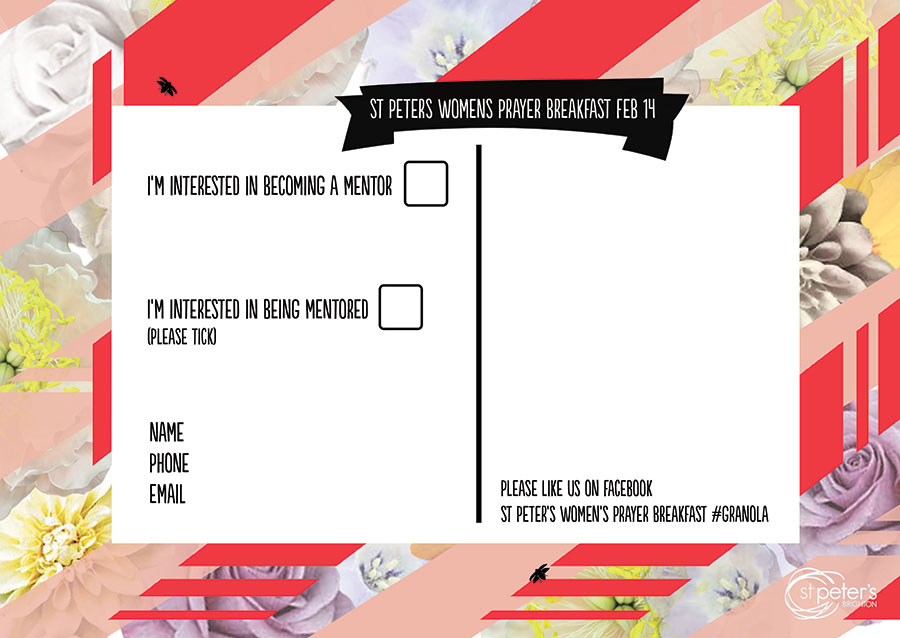 ST PETERS WOMENS PRAYER BREAKFAST FEB 14
I'M INTERESTED IN BECOMING A MENTOR
I'M INTERESTED IN BEING MENTORED
(PLEASE TICK)
NAME
PHONE
EMAIL
PLEASE LIKE US ON FACEBOOK
ST PETER'S WOMEN'S PRAYER BREAKFAST #GRANOLA
st peter's
BRIGHTON